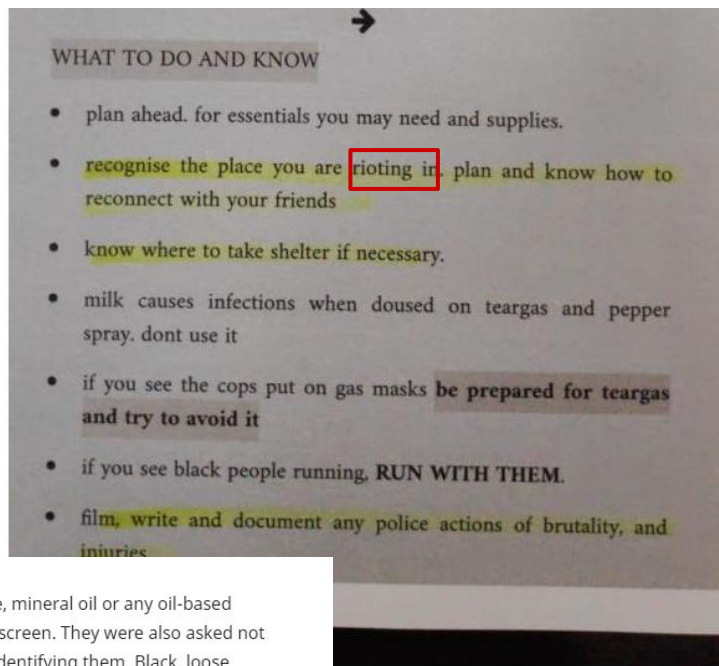 WHAT TO DO AND KNOW
• plan ahead. for essentials you may need and supplies.
• recognise the place you are rioting in. plan and know how to
reconnect with your friends
• know where to take shelter if necessary.
• milk causes infections when doused on teargas and pepper
spray. dont use it
• if you see the cops put on gas masks be prepared for teargas
and try to avoid it
• if you see black people running, RUN WITH THEM.
• film, write and document any police actions of brutality, and
injuries
, mineral oil or any oil-based
screen. They were also asked not
identifying them. Black, loose